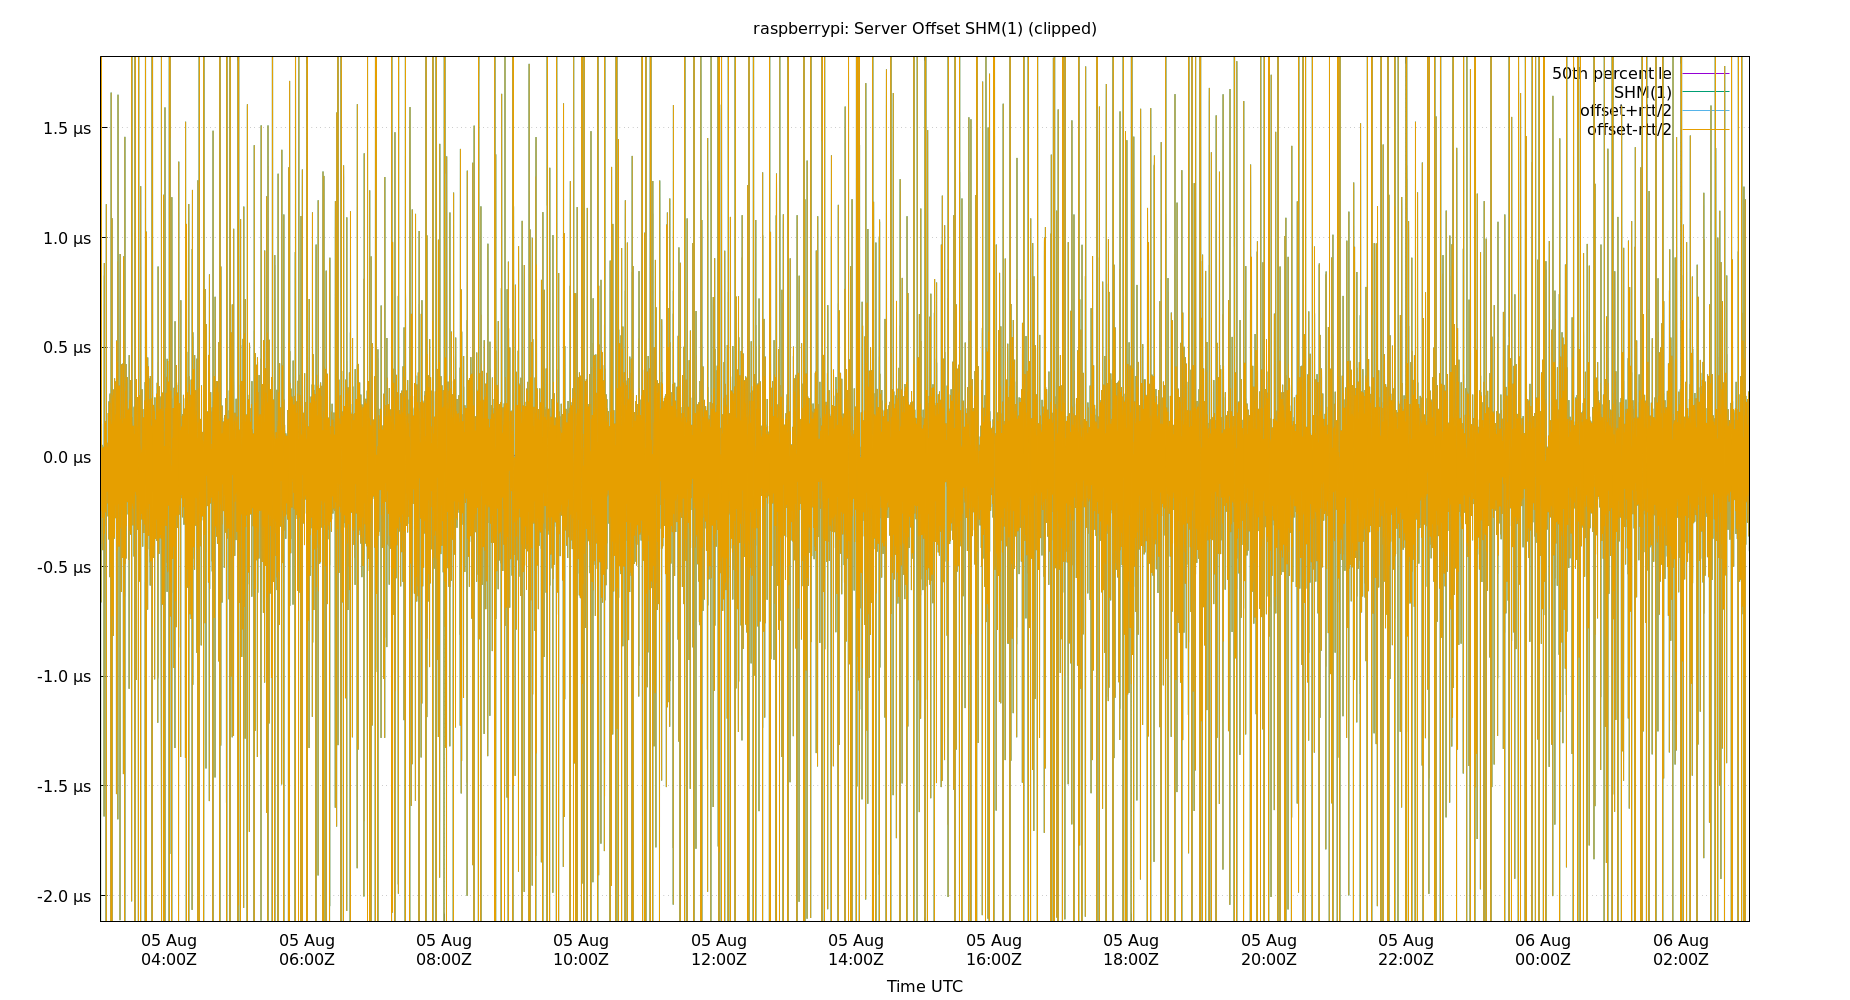 raspberrypi: Server Offset SHM(1) (clipped)
50th percentile
SHM(1)
offset+rtt/2
offset-rtt/2
1.5 µs
1.0 µs
0.5 µs
0.0 µs
-0.5 µs
-1.0 µs
-1.5 µs
-2.0 µs
05 Aug 05 Aug 05 Aug 05 Aug 05 Aug 05 Aug 05 Aug 05 Aug 05 Aug 05 Aug 06 Aug 06 Aug
04:00Z 06:00Z 08:00Z 10:00Z 12:00Z 14:00Z 16:00Z 18:00Z 20:00Z 22:00Z 00:00Z 02:00Z
Time UTC